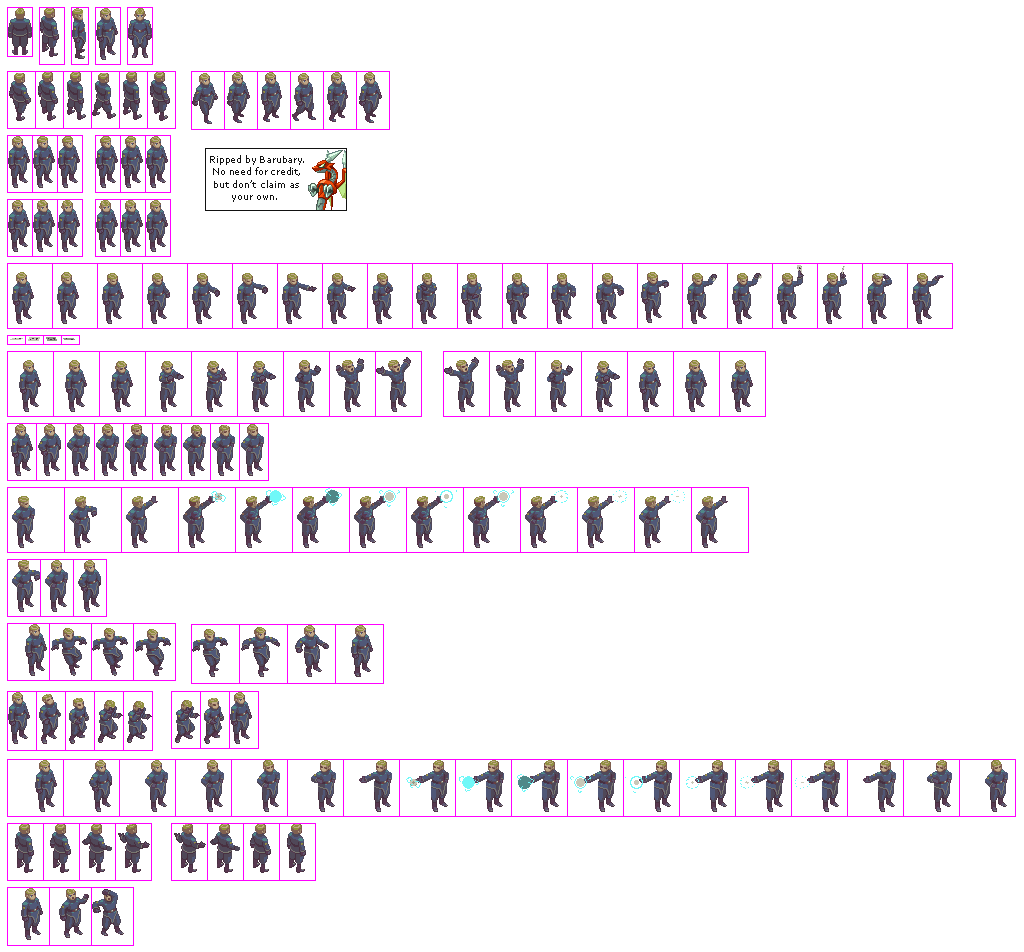 Ripped by Barubary.
No need for credit,
but don't claim as
your own.